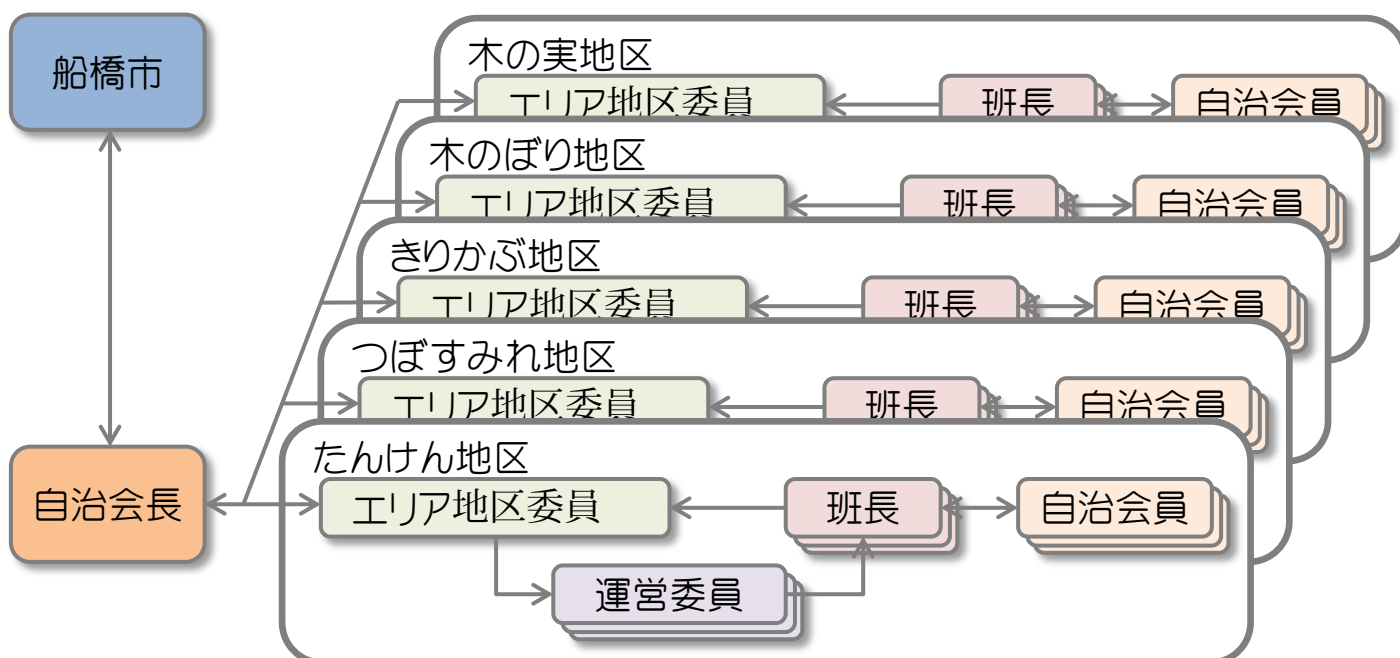 船橋市
木の実地区
エリア地区委員
班長
自治会員
木のぼり地区
エリア地区委員
班長
自治会員
きりかぶ地区
エリア地区委員
班長
自治会員
つぼすみれ地区
エリア地区委員
班長
自治会員
たんけん地区
自治会長
エリア地区委員
班長
自治会員
運営委員